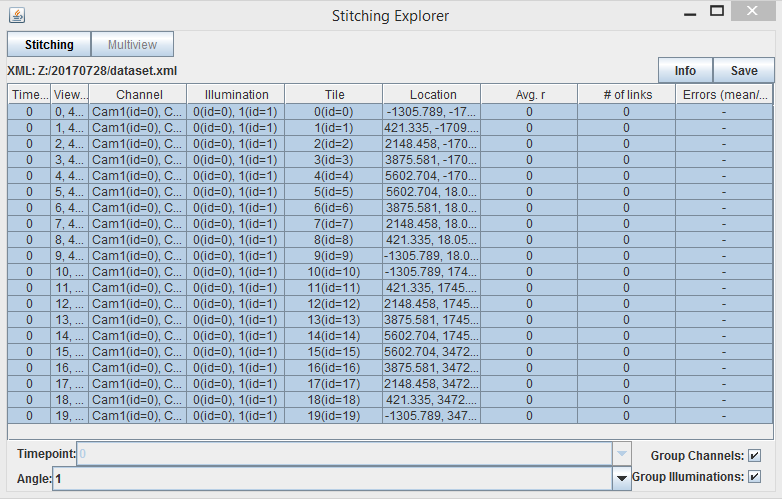 Stitching Explorer
Stitching Multiview
XML: Z:/20170728/dataset.xml Info Save
Time... View... Channel Illumination Tile Location Avg. r # of links Errors (mean/...
0 0, 4... Cam1(id=0), C... 0(id=0), 1(id=1) 0(id=0) -1305.789, -17... 0 0 -
0 1, 4... Cam1(id=0), C... 0(id=0), 1(id=1) 1(id=1) 421.335, -1709.... 0 0 -
0 2, 4... Cam1(id=0), C... 0(id=0), 1(id=1) 2(id=2) 2148.458, -170... 0 0 -
0 3, 4... Cam1(id=0), C... 0(id=0), 1(id=1) 3(id=3) 3875.581, -170... 0 0 -
0 4, 4... Cam1(id=0), C... 0(id=0), 1(id=1) 4(id=4) 5602.704, -170... 0 0 -
0 5, 4... Cam1(id=0), C... 0(id=0), 1(id=1) 5(id=5) 5602.704, 18.0... 0 0 -
0 6, 4... Cam1(id=0), C... 0(id=0), 1(id=1) 6(id=6) 3875.581, 18.0... 0 0 -
0 7, 4... Cam1(id=0), C... 0(id=0), 1(id=1) 7(id=7) 2148.458, 18.0... 0 0 -
0 8, 4... Cam1(id=0), C... 0(id=0), 1(id=1) 8(id=8) 421.335, 18.05... 0 0 -
0 9, 4... Cam1(id=0), C... 0(id=0), 1(id=1) 9(id=9) -1305.789, 18.0... 0 0 -
0 10, ... Cam1(id=0), C... 0(id=0), 1(id=1) 10(id=10) -1305.789, 174... 0 0 -
0 11, ... Cam1(id=0), C... 0(id=0), 1(id=1) 11(id=11) 421.335, 1745.... 0 0 -
0 12, ... Cam1(id=0), C... 0(id=0), 1(id=1) 12(id=12) 2148.458, 1745... 0 0 -
0 13, ... Cam1(id=0), C... 0(id=0), 1(id=1) 13(id=13) 3875.581, 1745... 0 0 -
0 14, ... Cam1(id=0), C... 0(id=0), 1(id=1) 14(id=14) 5602.704, 1745... 0 0 -
0 15, ... Cam1(id=0), C... 0(id=0), 1(id=1) 15(id=15) 5602.704, 3472... 0 0 -
0 16, ... Cam1(id=0), C... 0(id=0), 1(id=1) 16(id=16) 3875.581, 3472... 0 0 -
0 17, ... Cam1(id=0), C... 0(id=0), 1(id=1) 17(id=17) 2148.458, 3472... 0 0 -
0 18, ... Cam1(id=0), C... 0(id=0), 1(id=1) 18(id=18) 421.335, 3472.... 0 0 -
0 19, ... Cam1(id=0), C... 0(id=0), 1(id=1) 19(id=19) -1305.789, 347... 0 0 -
Timepoint: 0 Group Channels:
Angle: 1 Group Illuminations: